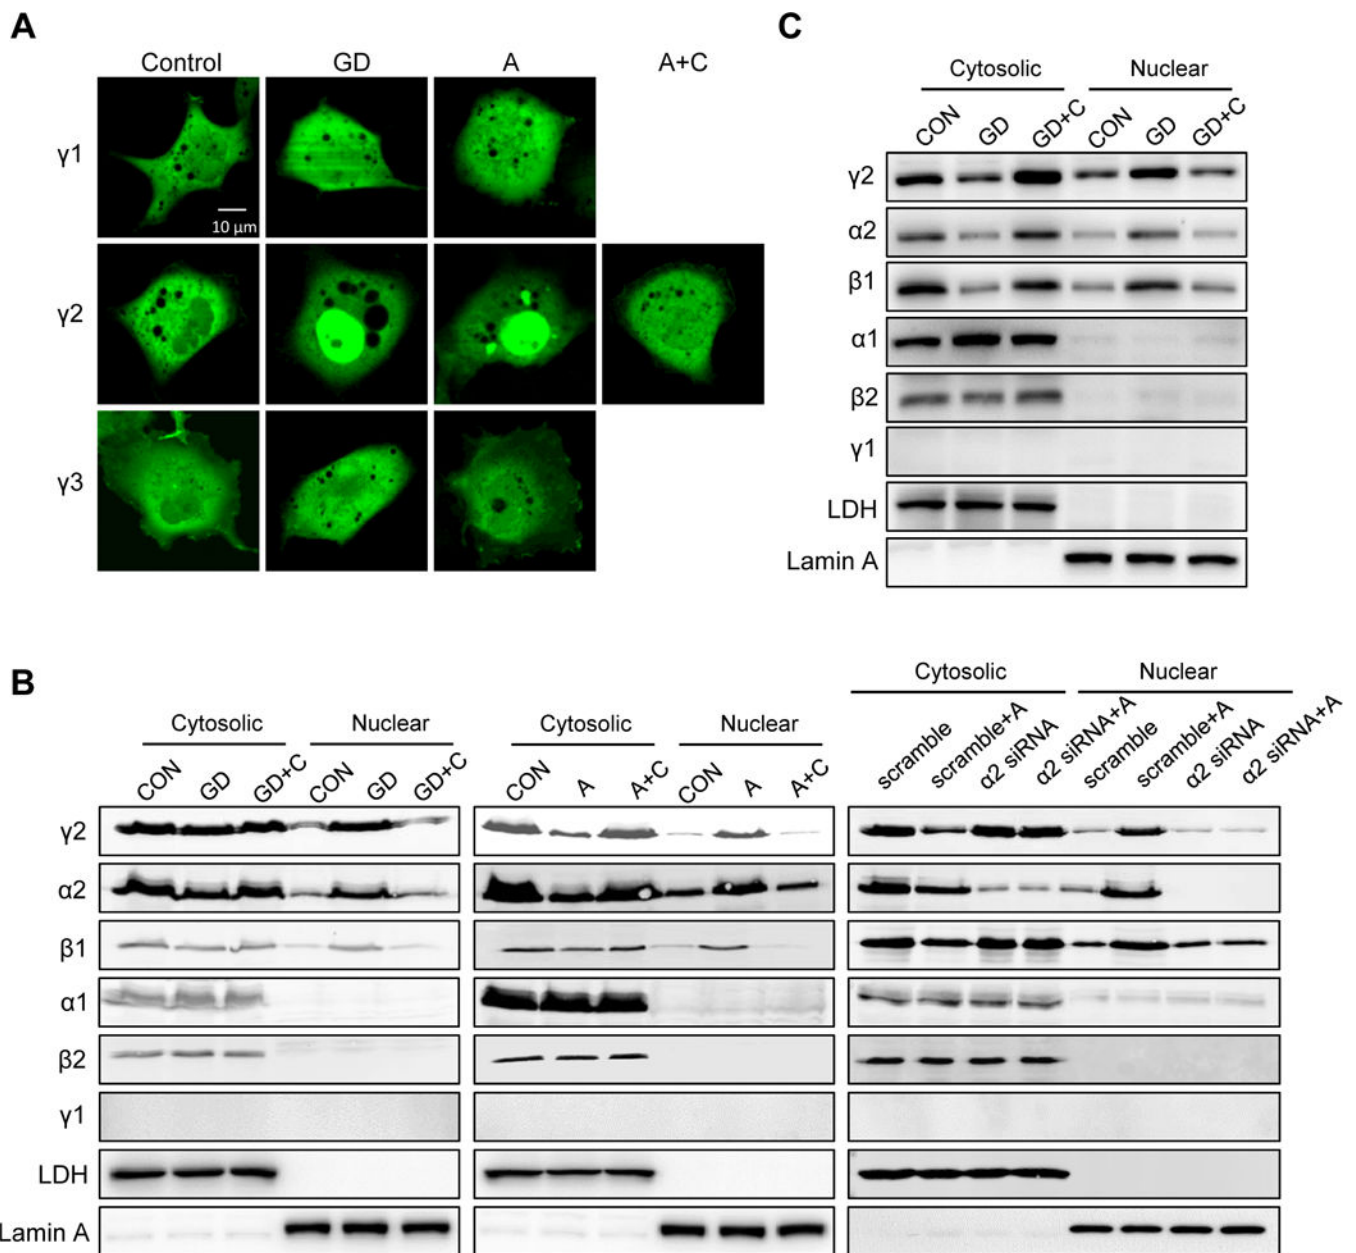 A
Control GD A A+C
γ1
10 μm
γ2
γ3
C
Cytosolic Nuclear
CON GD GD+C CON GD GD+C
γ2
α2
β1
α1
β2
γ1
LDH
Lamin A
B
Cytosolic Nuclear
CON GD GD+C CON GD GD+C
Cytosolic Nuclear
CON A A+C CON A A+C
Cytosolic Nuclear
scramble scramble+A α2 siRNA α2 siRNA+A scramble scramble+A α2 siRNA α2 siRNA+A
γ2
α2
β1
α1
β2
γ1
LDH
Lamin A